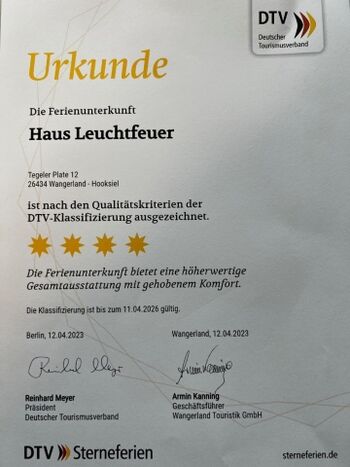 DTV
Deutscher
Tourismusverband
Urkunde
Die Ferienunterkunft
Haus Leuchtfeuer
Tegeler Plate 12
26434 Wangerland - Hooksiel
ist nach den Qualitätskriterien der
DTV-Klassifizierung ausgezeichnet.
Die Ferienunterkunft bietet eine höherwertige
Gesamtausstattung mit gehobenem Komfort.
Die Klassifizierung ist bis zum 11.04.2026 gültig.
Berlin, 12.04.2023
Wangerland, 12.04.2023
Reinhard Meyer
Präsident
Deutscher Tourismusverband
Armin Kanning
Geschäftsführer
Wangerland Touristik GmbH
DTV Sterneferien
sterneferien.de